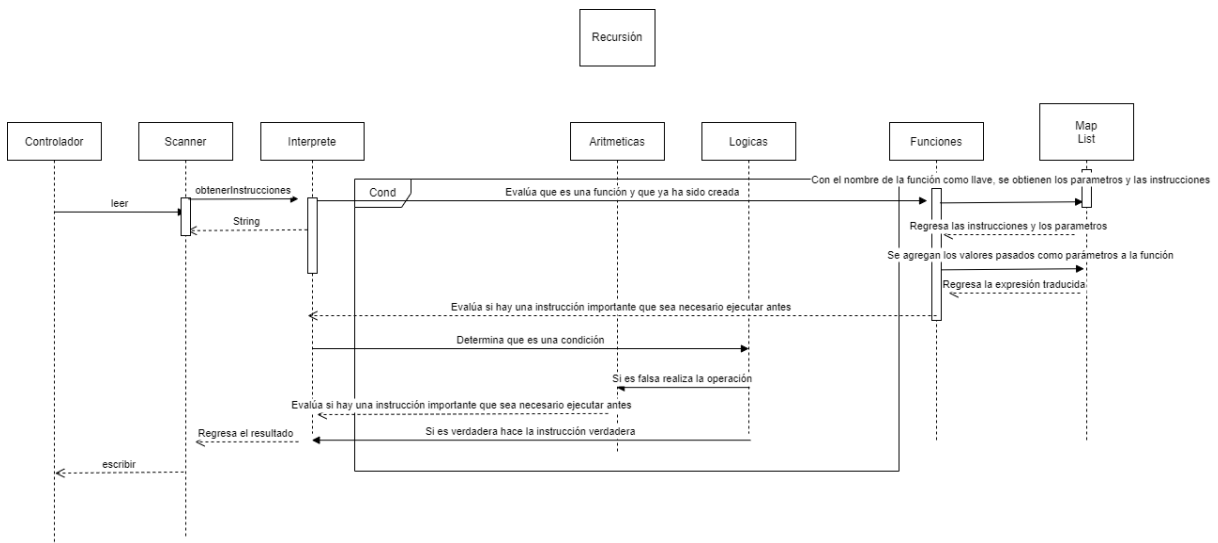 Recursión
Controlador
Scanner
Interprete
Aritmeticas
Logicas
Funciones
Map
List
Cond
Con el nombre de la función como llave, se obtienen los parametros y las instrucciones
obtenerInstrucciones
Evalúa que es una función y que ya ha sido creada
leer
String
Regresa las instrucciones y los parametros
Se agregan los valores pasados como parámetros a la función
Regresa la expresión traducida
Evalúa si hay una instrucción importante que sea necesario ejecutar antes
Determina que es una condición
Si es falsa realiza la operación
Evalúa si hay una instrucción importante que sea necesario ejecutar antes
Regresa el resultado
Si es verdadera hace la instrucción verdadera
escribir